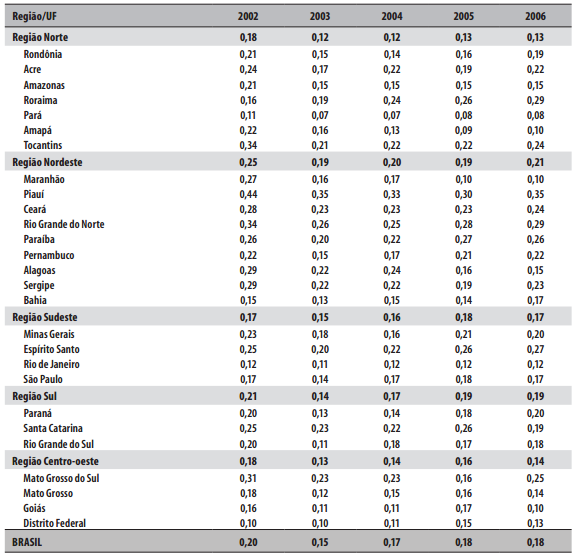 Região/UF 2002 2003 2004 2005 2006
Região Norte 0,18 0,12 0,12 0,13 0,13
Rondônia 0,21 0,15 0,14 0,16 0,19
Acre 0,24 0,17 0,22 0,19 0,22
Amazonas 0,21 0,15 0,15 0,15 0,15
Roraima 0,16 0,19 0,24 0,26 0,29
Pará 0,11 0,07 0,07 0,08 0,08
Amapá 0,22 0,16 0,13 0,09 0,10
Tocantins 0,34 0,21 0,22 0,22 0,24
Região Nordeste 0,25 0,19 0,20 0,19 0,21
Maranhão 0,27 0,16 0,17 0,10 0,10
Piauí 0,44 0,35 0,33 0,30 0,35
Ceará 0,28 0,23 0,23 0,23 0,24
Rio Grande do Norte 0,34 0,26 0,25 0,28 0,29
Paraíba 0,26 0,20 0,22 0,27 0,26
Pernambuco 0,22 0,15 0,17 0,21 0,22
Alagoas 0,29 0,22 0,24 0,16 0,15
Sergipe 0,29 0,22 0,22 0,19 0,23
Bahia 0,15 0,13 0,15 0,14 0,17
Região Sudeste 0,17 0,15 0,16 0,18 0,17
Minas Gerais 0,23 0,18 0,16 0,21 0,20
Espírito Santo 0,25 0,20 0,22 0,26 0,27
Rio de Janeiro 0,12 0,11 0,12 0,12 0,12
São Paulo 0,17 0,14 0,17 0,18 0,17
Região Sul 0,21 0,14 0,17 0,19 0,19
Paraná 0,20 0,13 0,14 0,18 0,20
Santa Catarina 0,25 0,23 0,22 0,26 0,19
Rio Grande do Sul 0,20 0,11 0,18 0,17 0,18
Região Centro-oeste 0,18 0,13 0,14 0,16 0,14
Mato Grosso do Sul 0,31 0,23 0,23 0,16 0,25
Mato Grosso 0,18 0,12 0,15 0,16 0,14
Goiás 0,16 0,11 0,11 0,17 0,10
Distrito Federal 0,10 0,10 0,11 0,15 0,13
BRASIL 0,20 0,15 0,17 0,18 0,18